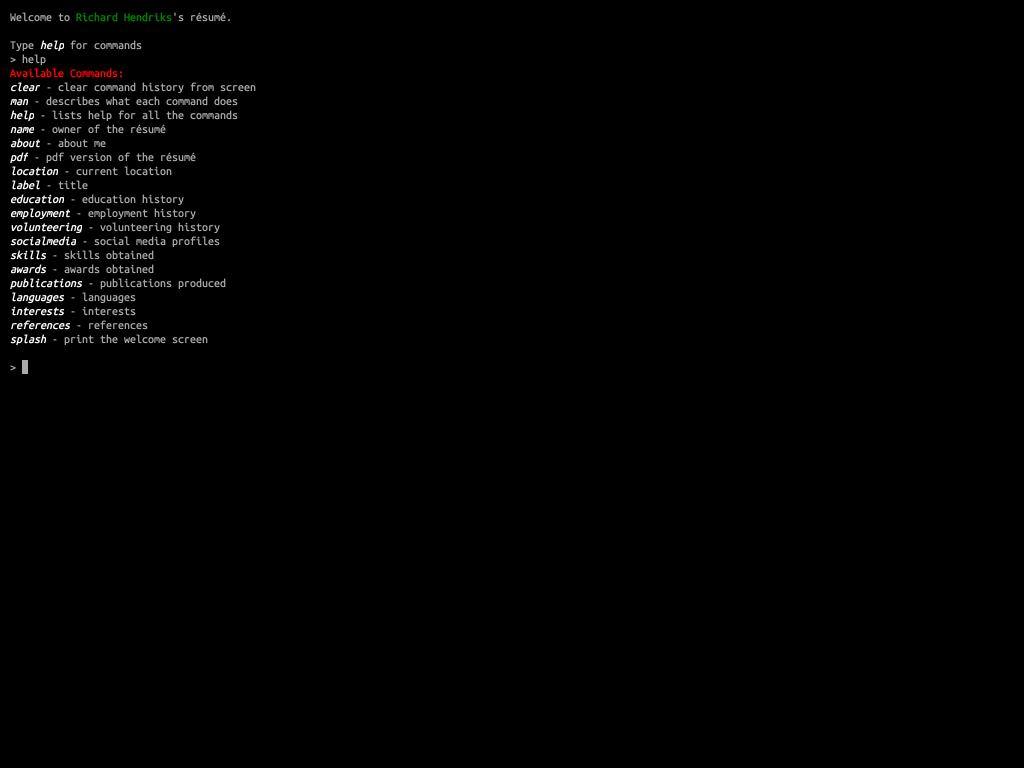 Welcome to Richard Hendriks's résumé.
Type help for commands
> help
Available Commands:
clear - clear command history from screen
man - describes what each command does
help - lists help for all the commands
name - owner of the résumé
about - about me
pdf - pdf version of the résumé
location - current location
label - title
education - education history
employment - employment history
volunteering - volunteering history
socialmedia - social media profiles
skills - skills obtained
awards - awards obtained
publications - publications produced
languages - languages
interests - interests
references - references
splash - print the welcome screen
>